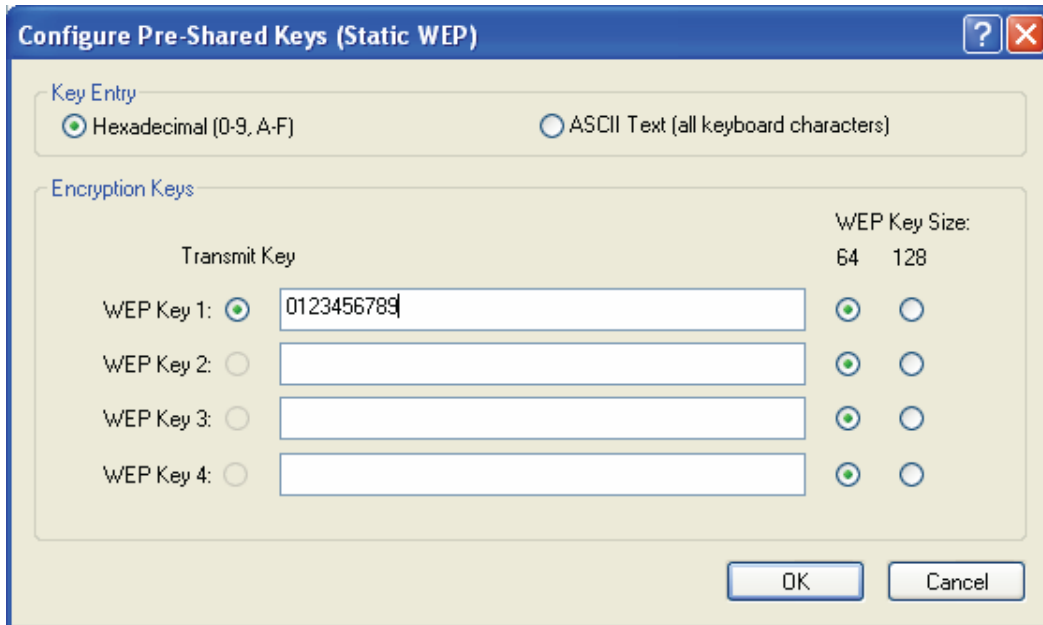 Configure Pre-Shared Keys (Static WEP)
Key Entry
Hexadecimal (0-9, A-F) ASCII Text (all keyboard characters)
Encryption Keys
WEP Key Size:
Transmit Key 64 128
WEP Key 1: 0123456789
WEP Key 2:
WEP Key 3:
WEP Key 4:
OK Cancel